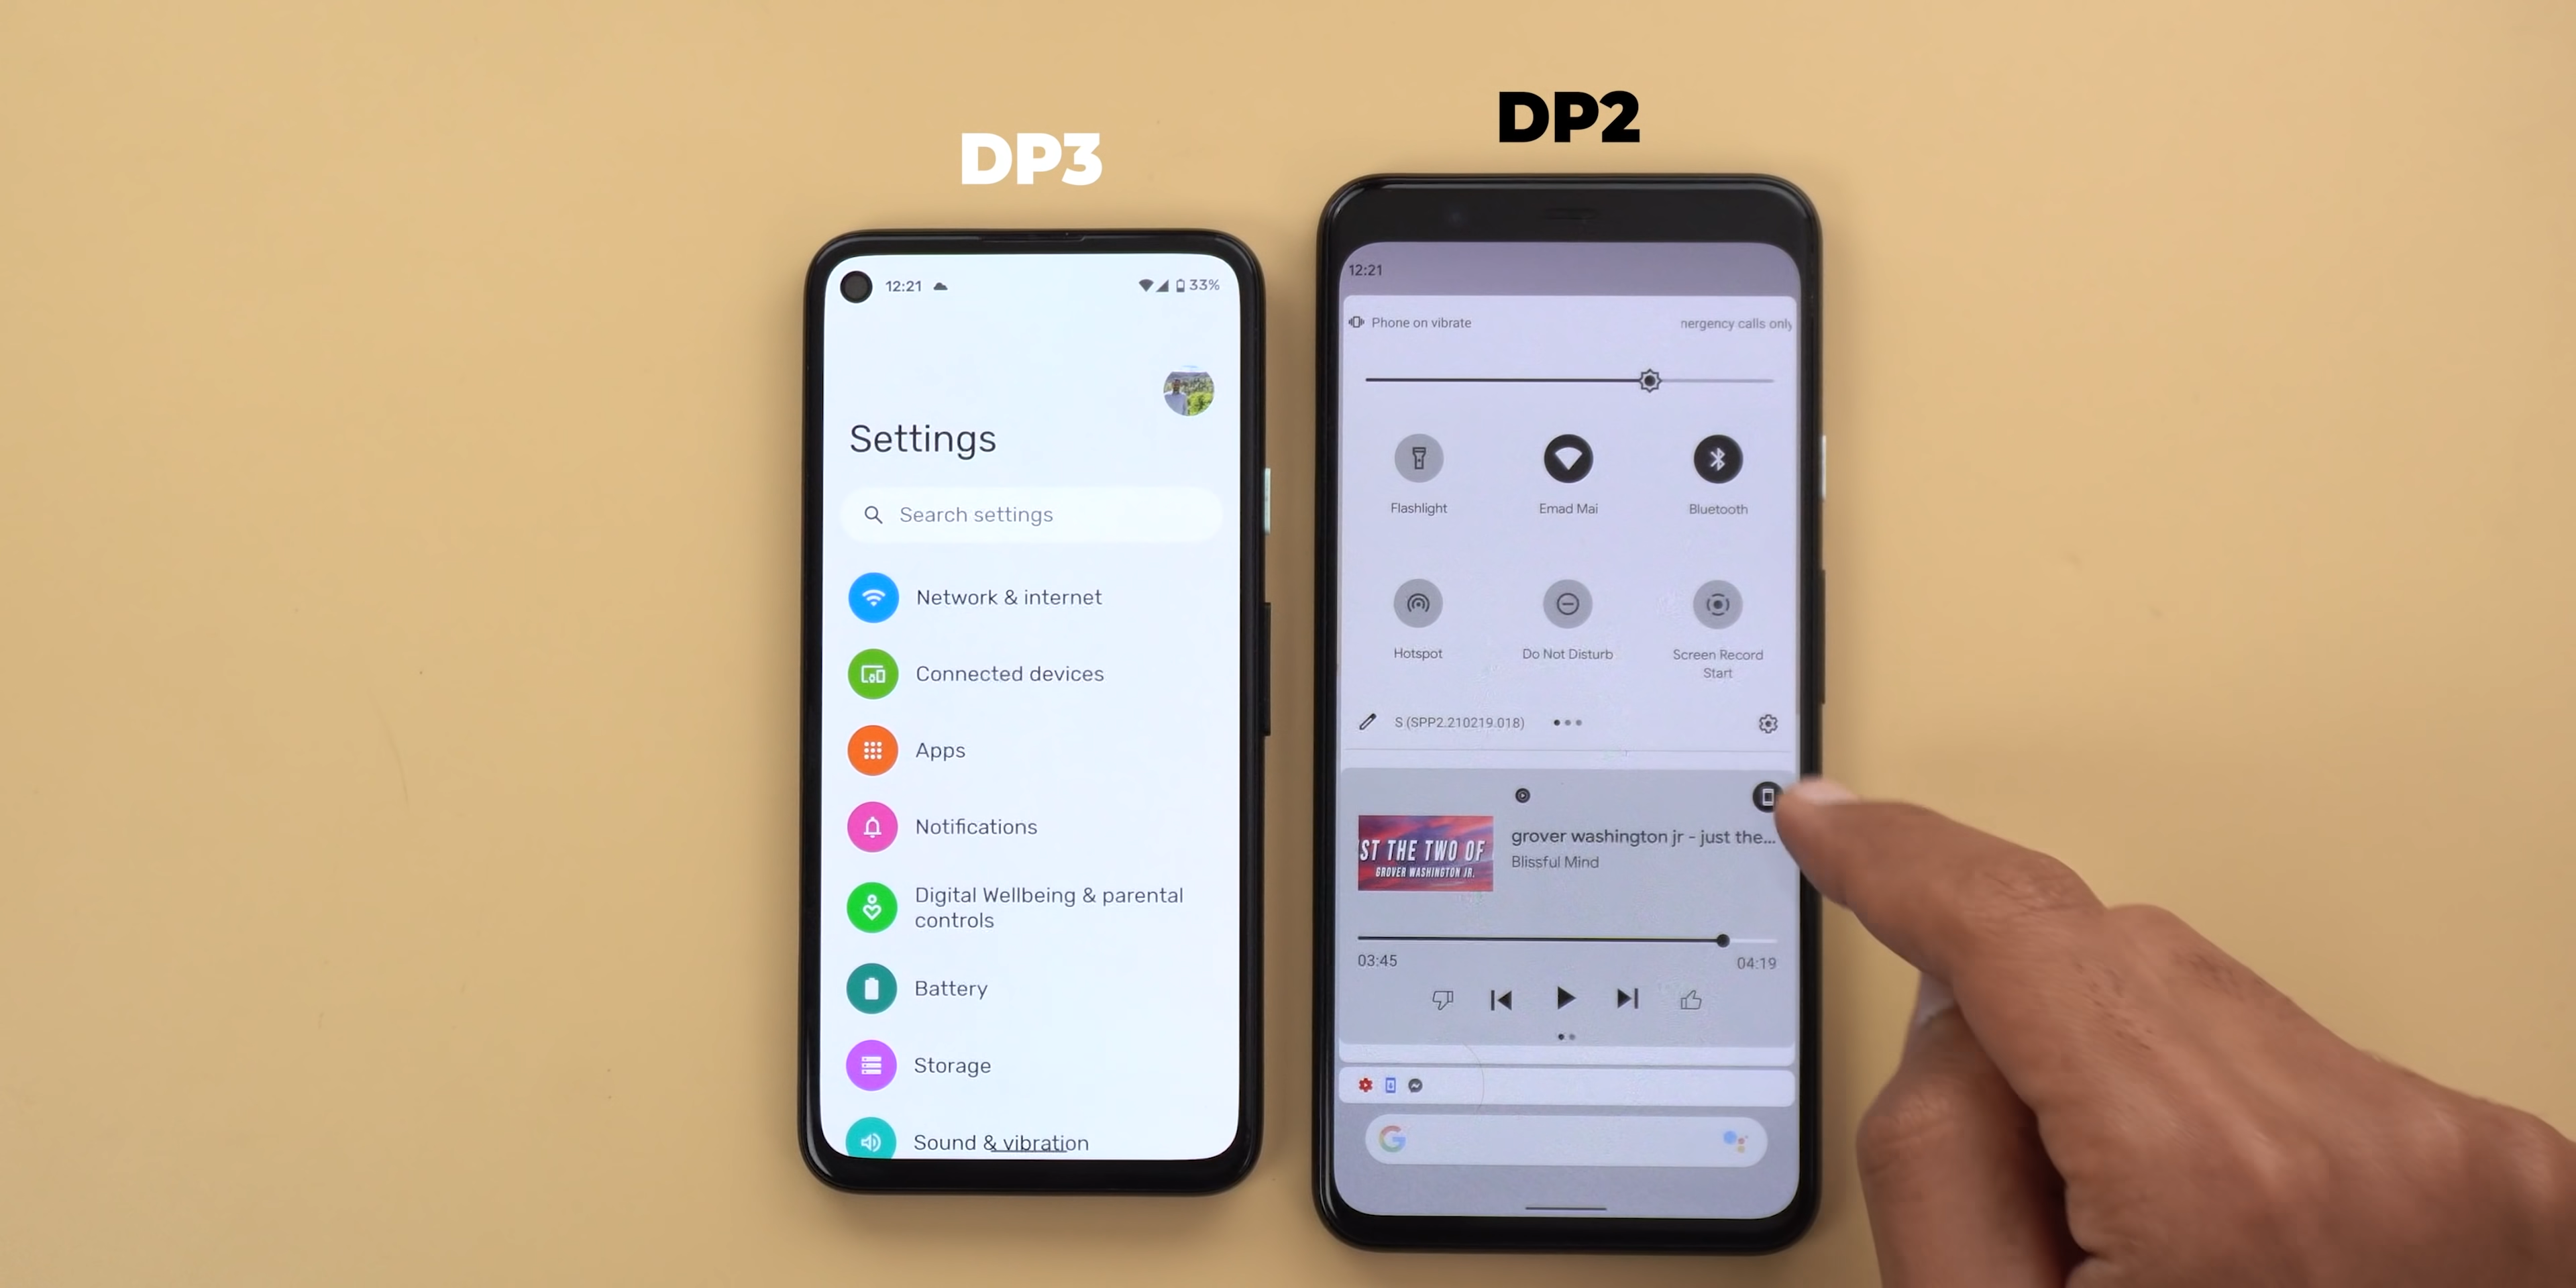 DP3
DP2
12:21
33%
Settings
Search settings
Network & internet
Connected devices
Apps
Notifications
Digital Wellbeing & parental
controls
Battery
Storage
Sound & vibration
12:21
Phone on vibrate
nergency calls only
Flashlight
Emad Mai
Bluetooth
Hotspot
Do Not Disturb
Screen Record
Start
S (SPP2.210219.018)
ST THE TWO OF
GROVER WASHINGTON JR.
grover washington jr - just the...
Blissful Mind
03:45
04:19
G